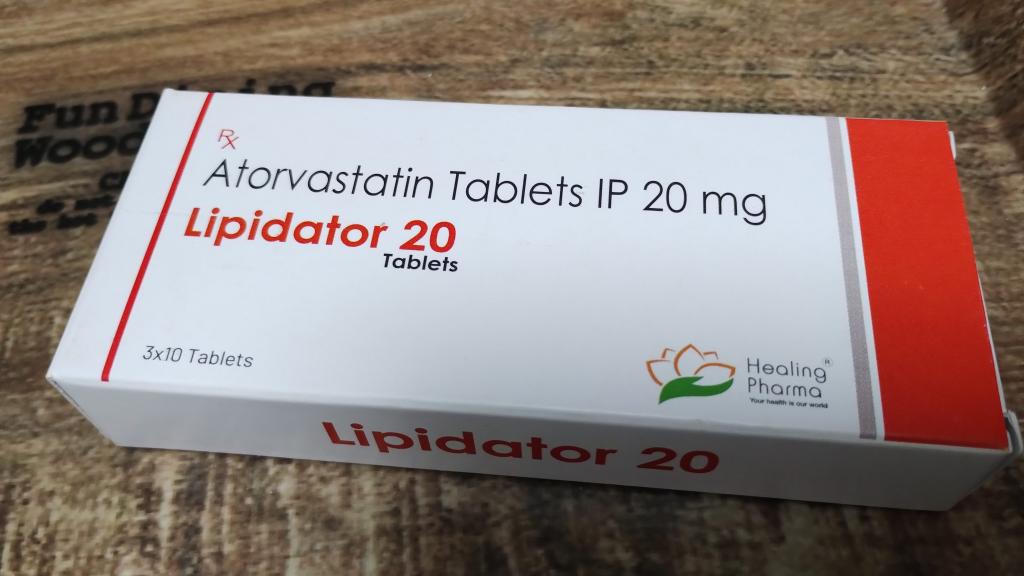 Fun D
Wood
Rx
Atorvastatin Tablets IP 20 mg
Lipidator 20
Tablets
3x10 Tablets
Healing®
Pharma
Your health is our world
Lipidator 20